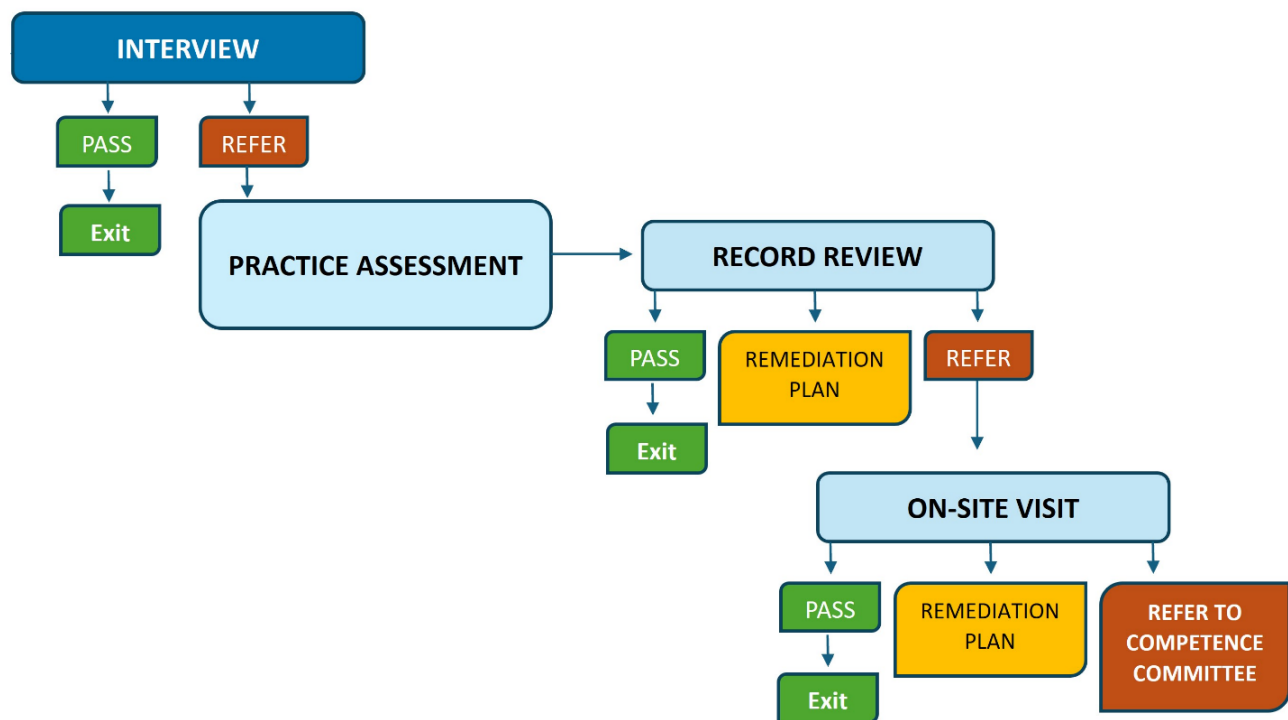 INTERVIEW
PASS
REFER
Exit
PRACTICE ASSESSMENT
RECORD REVIEW
PASS
REMEDIATION
PLAN
REFER
Exit
ON-SITE VISIT
PASS
REMEDIATION
PLAN
REFER TO
COMPETENCE
COMMITTEE
Exit